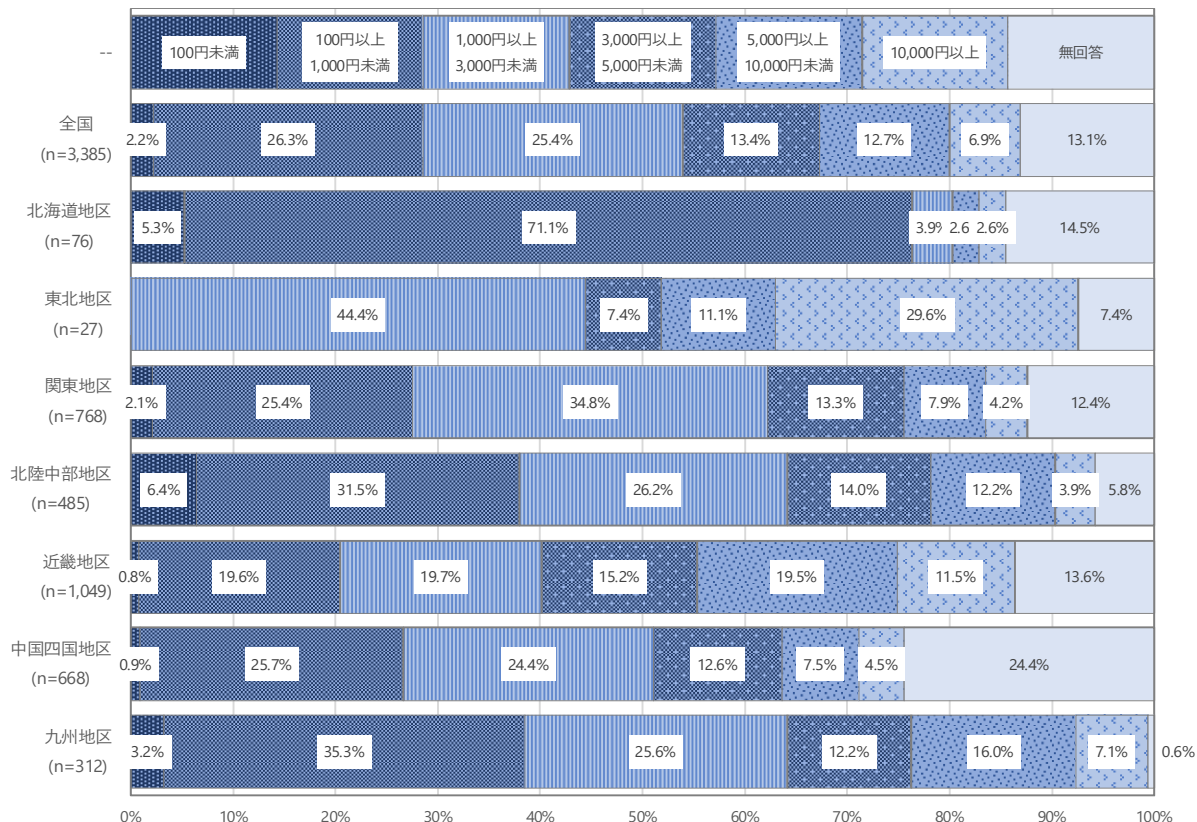 --
100円未満
100円以上
1,000円未満
1,000円以上
3,000円未満
3,000円以上
5,000円未満
5,000円以上
10,000円未満
10,000円以上
無回答
全国
(n=3,385)
2.2% 26.3% 25.4% 13.4% 12.7% 6.9% 13.1%
北海道地区
(n=76)
5.3% 71.1% 3.9% 2.6 2.6% 14.5%
東北地区
(n=27)
44.4% 7.4% 11.1% 29.6% 7.4%
関東地区
(n=768)
2.1% 25.4% 34.8% 13.3% 7.9% 4.2% 12.4%
北陸中部地区
(n=485)
6.4% 31.5% 26.2% 14.0% 12.2% 3.9% 5.8%
近畿地区
(n=1,049)
0.8% 19.6% 19.7% 15.2% 19.5% 11.5% 13.6%
中国四国地区
(n=668)
0.9% 25.7% 24.4% 12.6% 7.5% 4.5% 24.4%
九州地区
(n=312)
3.2% 35.3% 25.6% 12.2% 16.0% 7.1% 0.6%
0% 10% 20% 30% 40% 50% 60% 70% 80% 90% 100%